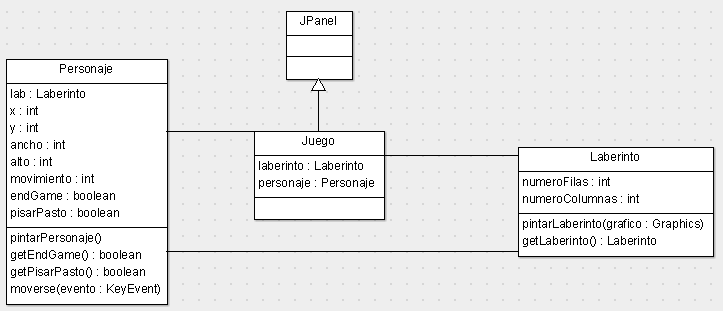 JPanel
Personaje
lab : Laberinto
x : int
y : int
ancho : int
alto : int
movimiento : int
endGame : boolean
pisarPasto : boolean
pintarPersonaje()
getEndGame() : boolean
getPisarPasto() : boolean
moverse(evento : KeyEvent)
Juego
laberinto : Laberinto
personaje : Personaje
Laberinto
numeroFilas : int
numeroColumnas : int
pintarLaberinto(grafico : Graphics)
getLaberinto() : Laberinto